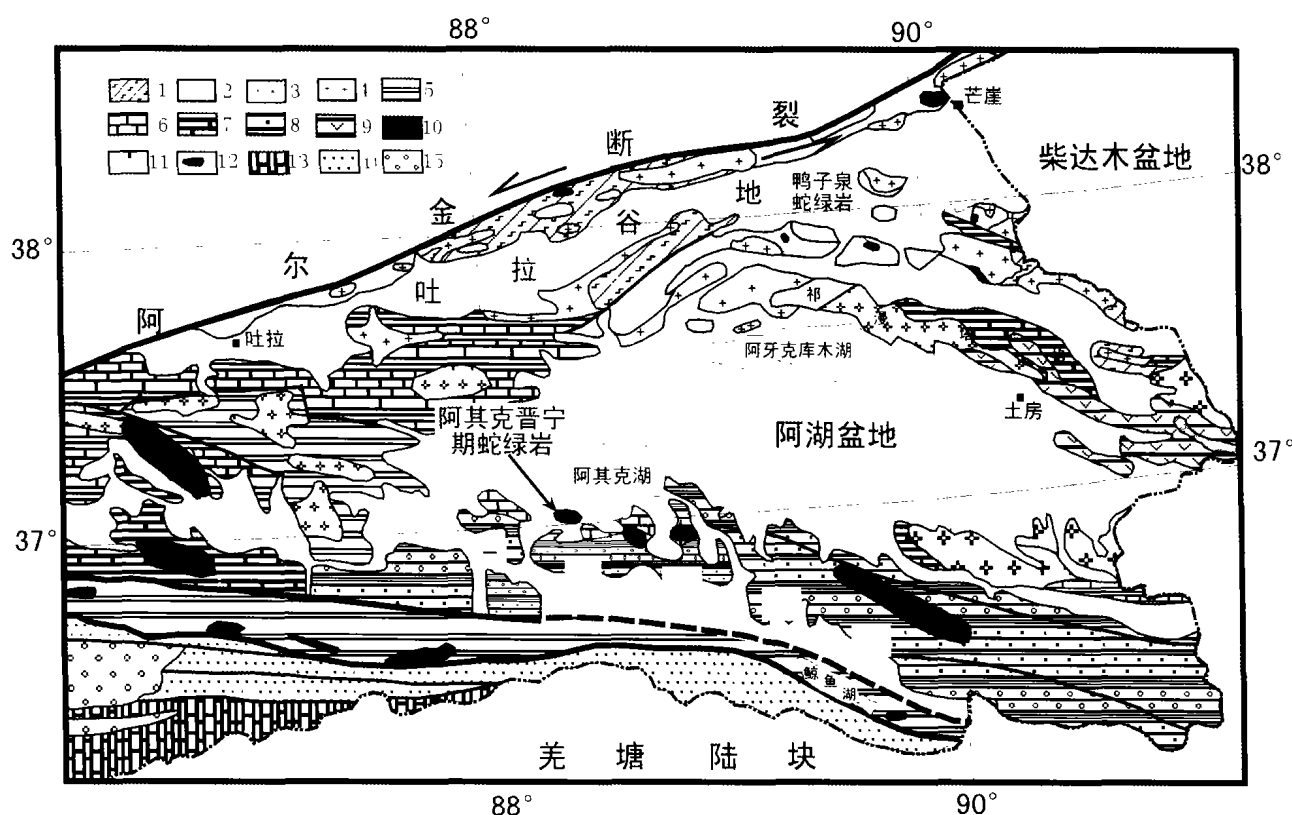 88°
90°
1
2
3
4
5
6
7
8
9
10
11
12
13
14
15
芒崖
裂
断
柴达木盆地
38°
地
鸭子泉
蛇绿岩
金
谷
38°
尔
拉
吐
祁
阿
吐拉
阿牙克库木湖
土房
阿其克晋宁
期蛇绿岩
阿湖盆地
37°
阿其克湖
37°
鲸鱼湖
羌塘陆块
88°
90°